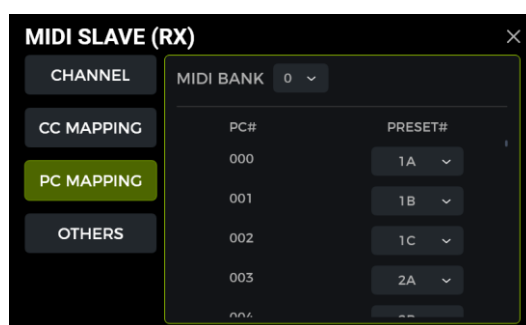 MIDI SLAVE (RX)
CHANNEL
CC MAPPING
PC MAPPING
OTHERS
MIDI BANK 0
PC# PRESET#
000 1A
001 1B
002 1C
003 2A
004